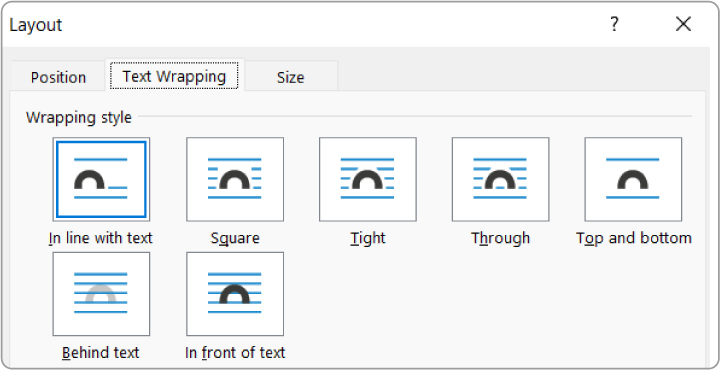 Layout ?
Position Text Wrapping Size
Wrapping style
In line with text Square Tight Through Top and bottom
Behind text In front of text